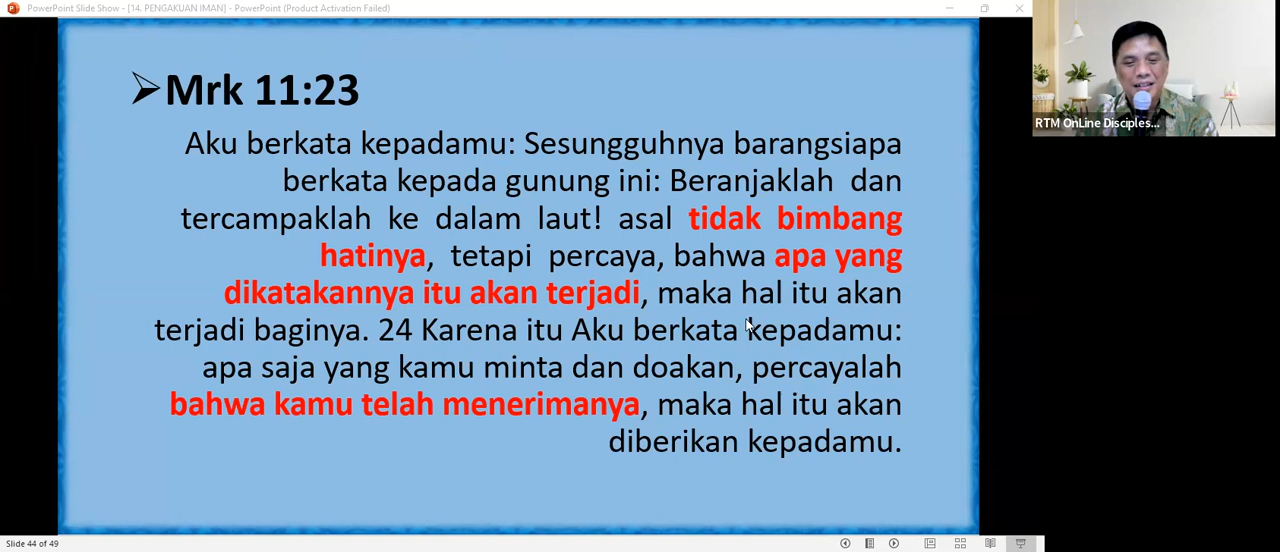 PowerPoint Slide Show - [14. PENGAKUAN IMAN] - PowerPoint (Product Activation Failed)
RTM OnLine Disciples...
Mrk 11:23
Aku berkata kepadamu: Sesungguhnya barangsiapa
berkata kepada gunung ini: Beranjaklah dan
tercampaklah ke dalam laut! asal tidak bimbang
hatinya, tetapi percaya, bahwa apa yang
dikatakannya itu akan terjadi, maka hal itu akan
terjadi baginya. 24 Karena itu Aku berkata kepadamu:
apa saja yang kamu minta dan doakan, percayalah
bahwa kamu telah menerimanya, maka hal itu akan
diberikan kepadamu.
Slide 44 of 49